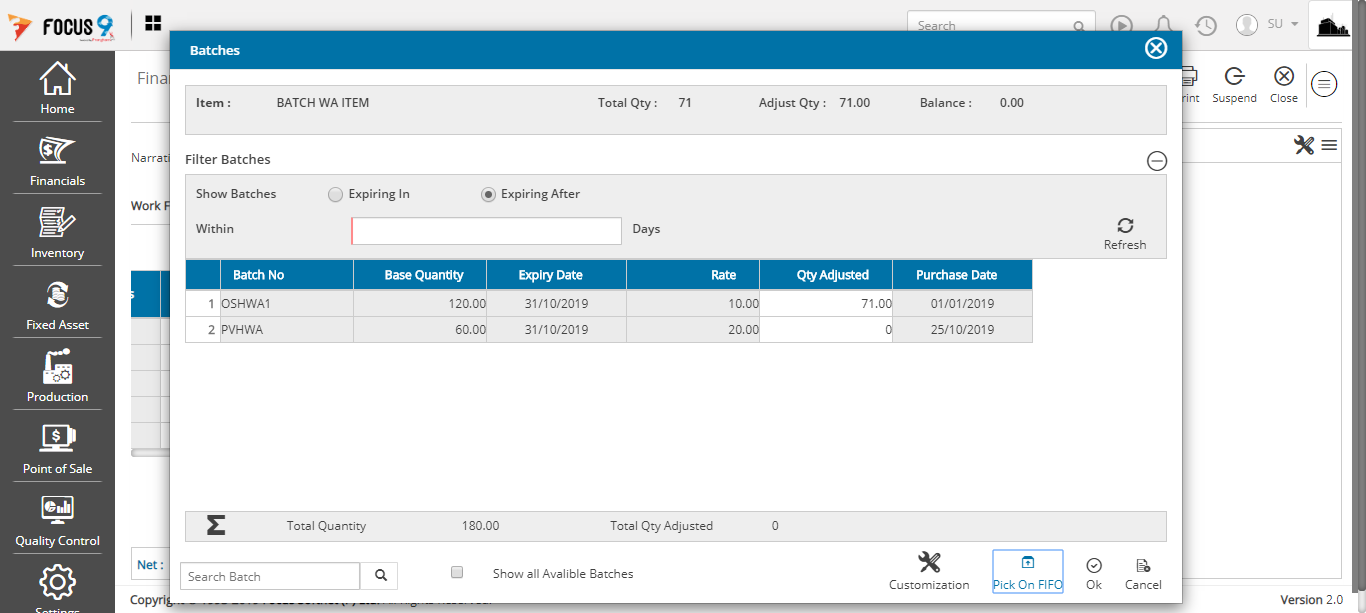 FOCUS 9
Search
SU
Home
Financials
Inventory
Fixed Asset
Production
Point of Sale
Quality Control
Settings
Fina
rint
Suspend
Close
Narrati
Work F
s
Net :
Batches
Item :
BATCH WA ITEM
Total Qty :
71
Adjust Qty :
71.00
Balance :
0.00
Filter Batches
Show Batches
Expiring In
Expiring After
Within
Days
Refresh
Batch No Base Quantity Expiry Date Rate Qty Adjusted Purchase Date
1 OSHWA1 120.00 31/10/2019 10.00 71.00 01/01/2019
2 PVHWA 60.00 31/10/2019 20.00 0 25/10/2019
Total Quantity 180.00 Total Qty Adjusted 0
Search Batch
Show all Avalible Batches
Customization
Pick On FIFO
Ok
Cancel
Version 2.0